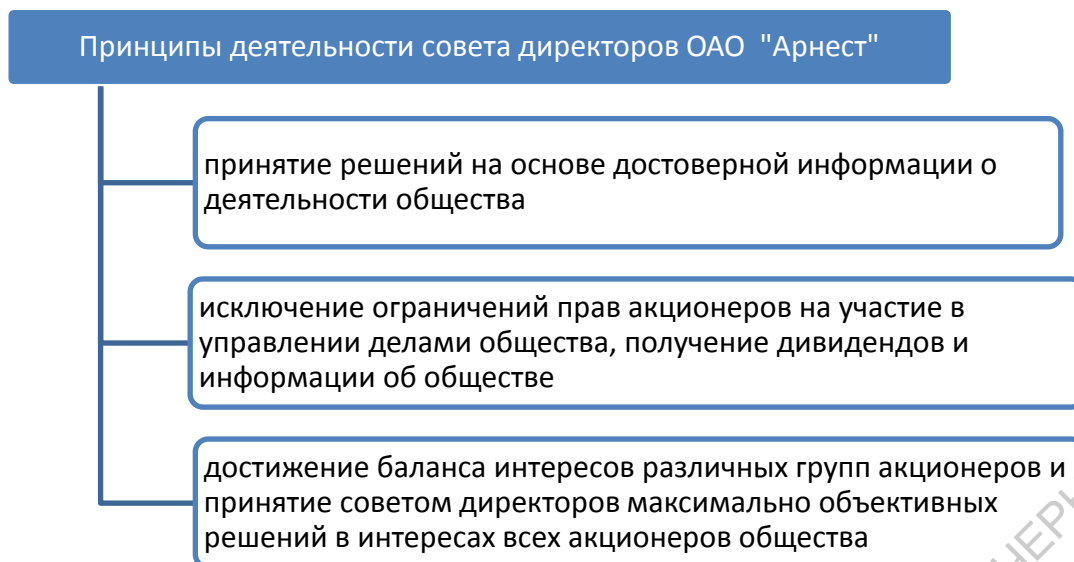 Принципы деятельности совета директоров ОАО "Арнест"
принятие решений на основе достоверной информации о
деятельности общества
исключение ограничений прав акционеров на участие в
управлении делами общества, получение дивидендов и
информации об обществе
достижение баланса интересов различных групп акционеров и
принятие советом директоров максимально объективных
решений в интересах всех акционеров общества